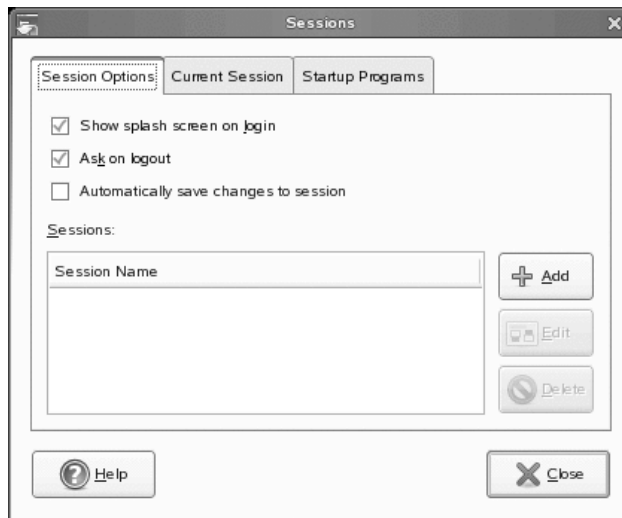 Sessions
Session Options
Current Session
Startup Programs
Show splash screen on login
Ask on logout
Automatically save changes to session
Sessions:
Session Name
Add
Edit
Delete
Help
Close